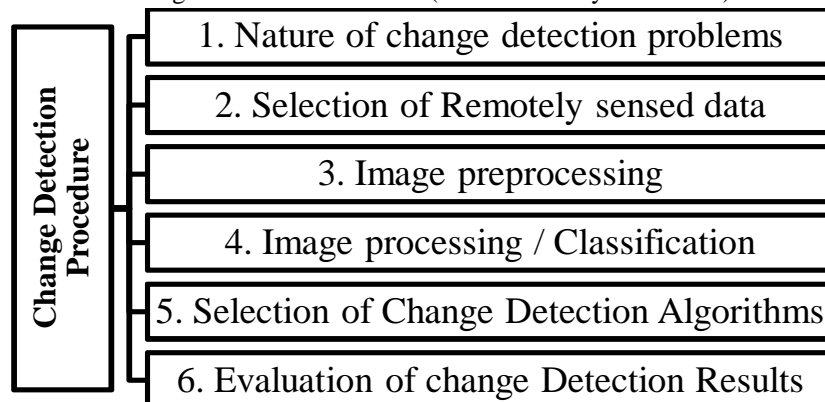 Change Detection
Procedure
1. Nature of change detection problems
2. Selection of Remotely sensed data
3. Image preprocessing
4. Image processing / Classification
5. Selection of Change Detection Algorithms
6. Evaluation of change Detection Results